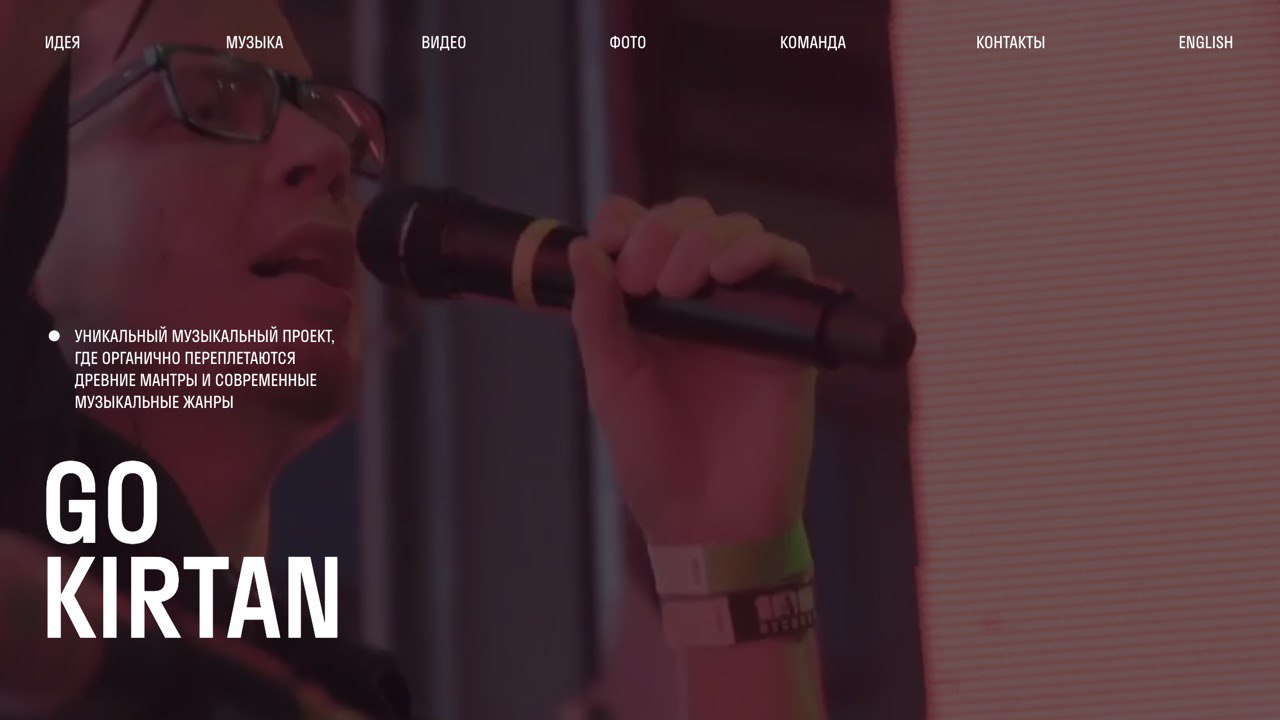 ИДЕЯ
МУЗЫКА
ВИДЕО
ФОТО
КОМАНДА
КОНТАКТЫ
ENGLISH
УНИКАЛЬНЫЙ МУЗЫКАЛЬНЫЙ ПРОЕКТ,
ГДЕ ОРГАНИЧНО ПЕРЕПЛЕТАЮТСЯ
ДРЕВНИЕ МАНТРЫ И СОВРЕМЕННЫЕ
МУЗЫКАЛЬНЫЕ ЖАНРЫ
GO
KIRTAN